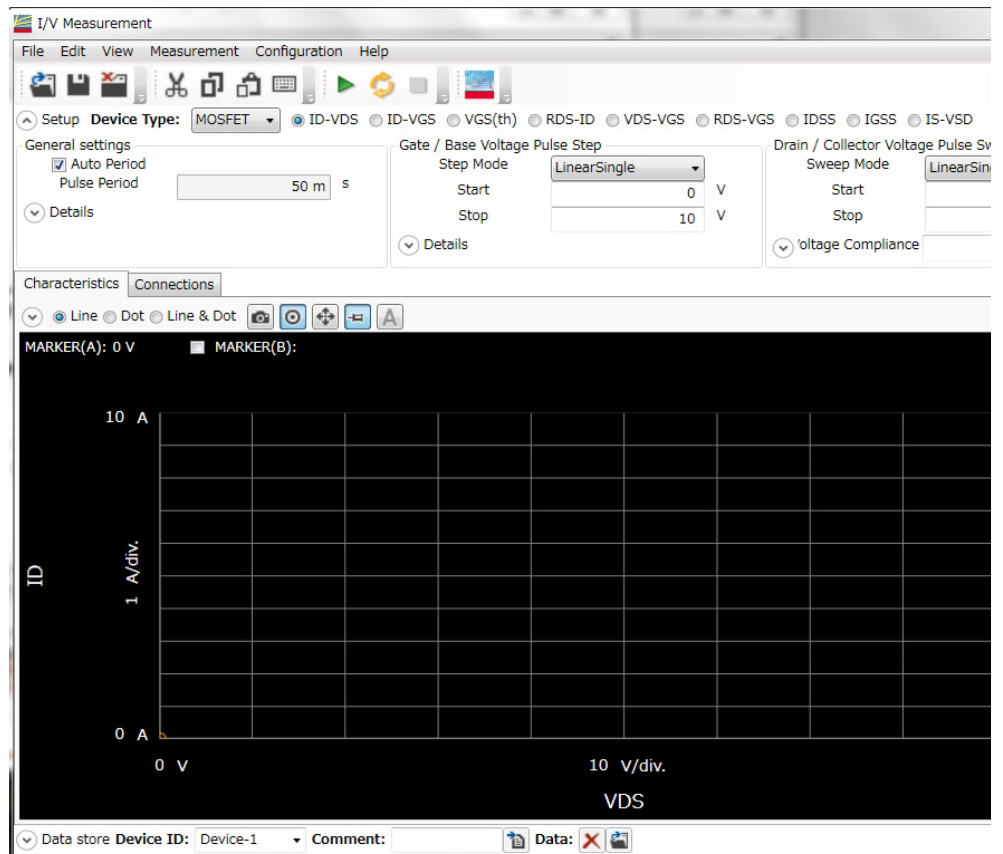 I/V Measurement
File Edit View Measurement Configuration Help
Setup Device Type: MOSFET ID-VDS ID-VGS VGS(th) RDS-ID VDS-VGS RDS-VGS IDSS IGSS IS-VSD
General settings
Auto Period
Pulse Period 50 m s
Details
Gate / Base Voltage Pulse Step
Step Mode LinearSingle
Start 0 V
Stop 10 V
Details
Drain / Collector Voltage Pulse Sw
Sweep Mode LinearSin
Start
Stop
oltage Compliance
Characteristics Connections
Line Dot Line & Dot A
MARKER(A): 0 V MARKER(B):
10 A
ID
1 A/div.
0 A
0 V 10 V/div.
VDS
Data store Device ID: Device-1 Comment: Data: